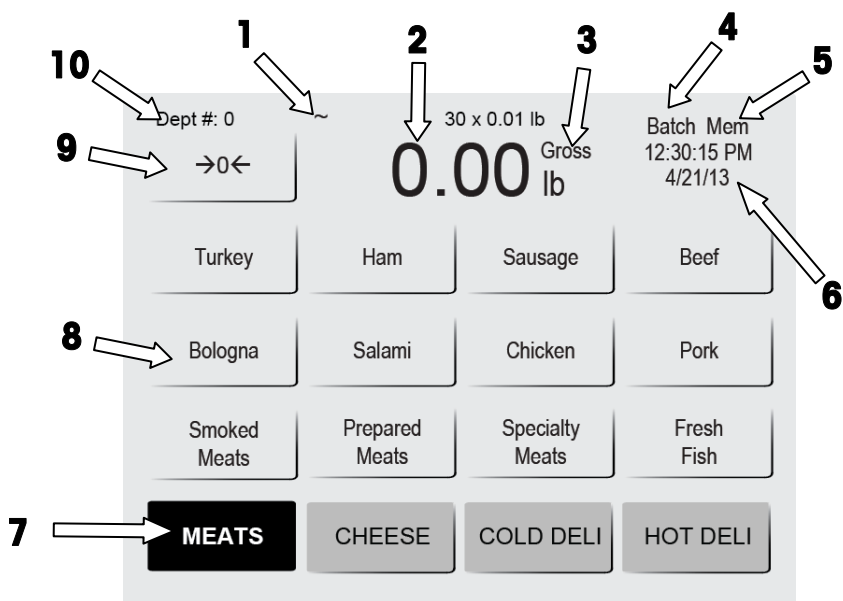 1
2
3
4
5
10
Dept #: 0
~
30 x 0.01 lb
Batch Mem
9
→0←
0.00
Gross
lb
12:30:15 PM
4/21/13
6
Turkey
Ham
Sausage
Beef
8
Bologna
Salami
Chicken
Pork
Smoked
Meats
Prepared
Meats
Specialty
Meats
Fresh
Fish
7
MEATS
CHEESE
COLD DELI
HOT DELI